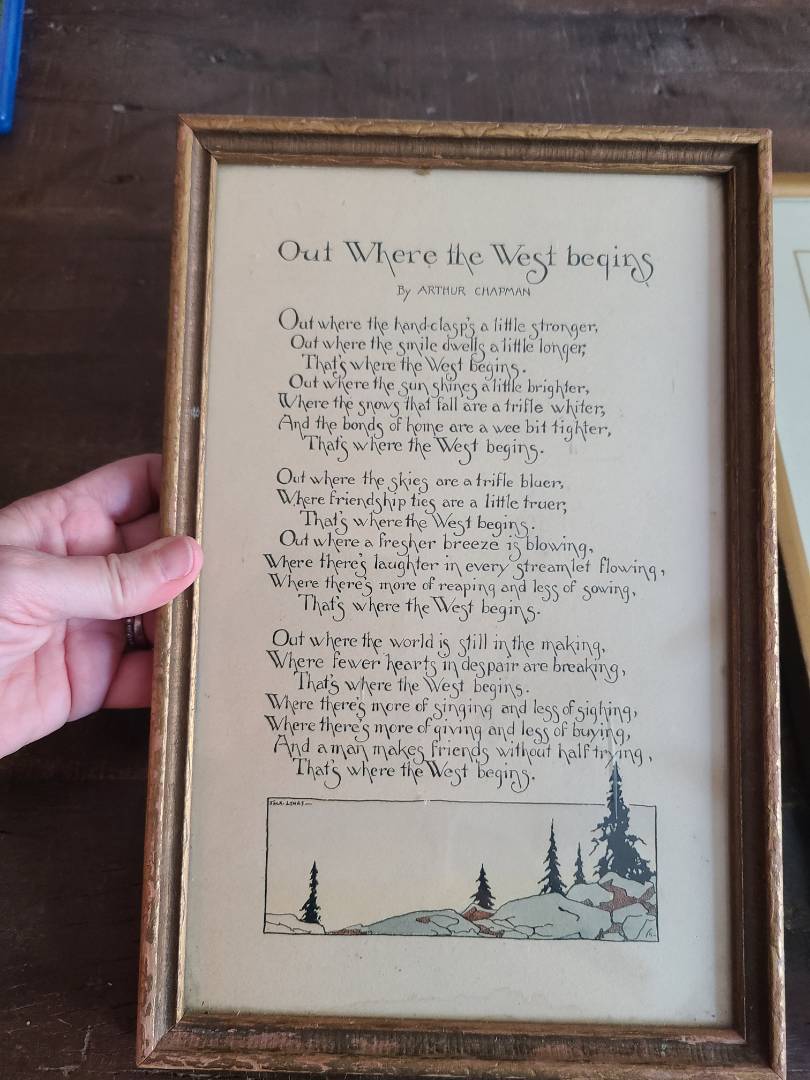 Out Where the West begins
By ARTHUR CHAPMAN
Out where the hand-clasp's a little stronger,
Out where the smile dwells a little longer,
That's where the West begins.
Out where the sun shines a little brighter,
Where the snows that fall are a trifle whiter,
And the bonds of home are a wee bit tighter,
That's where the West begins.
Out where the skies are a trifle bluer,
Where friendship ties are a little truer,
That's where the West begins.
Out where a fresher breeze is blowing,
Where there's laughter in every streamlet flowing,
Where there's more of reaping and less of sowing,
That's where the West begins.
Out where the world is still in the making,
Where fewer hearts in despair are breaking,
That's where the West begins.
Where there's more of singing and less of sighing,
Where there's more of giving and less of buying,
And a man makes friends without half trying,
That's where the West begins.